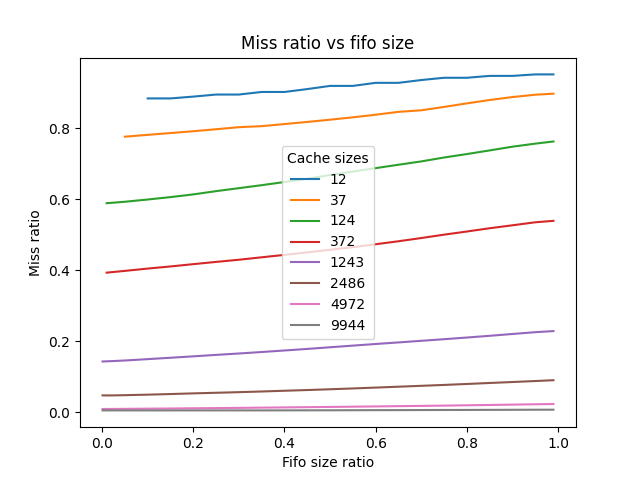 Miss ratio vs fifo size
Miss ratio
0.8
0.6
0.4
0.2
0.0
Cache sizes
12
37
124
372
1243
2486
4972
9944
0.0 0.2 0.4 0.6 0.8 1.0
Fifo size ratio